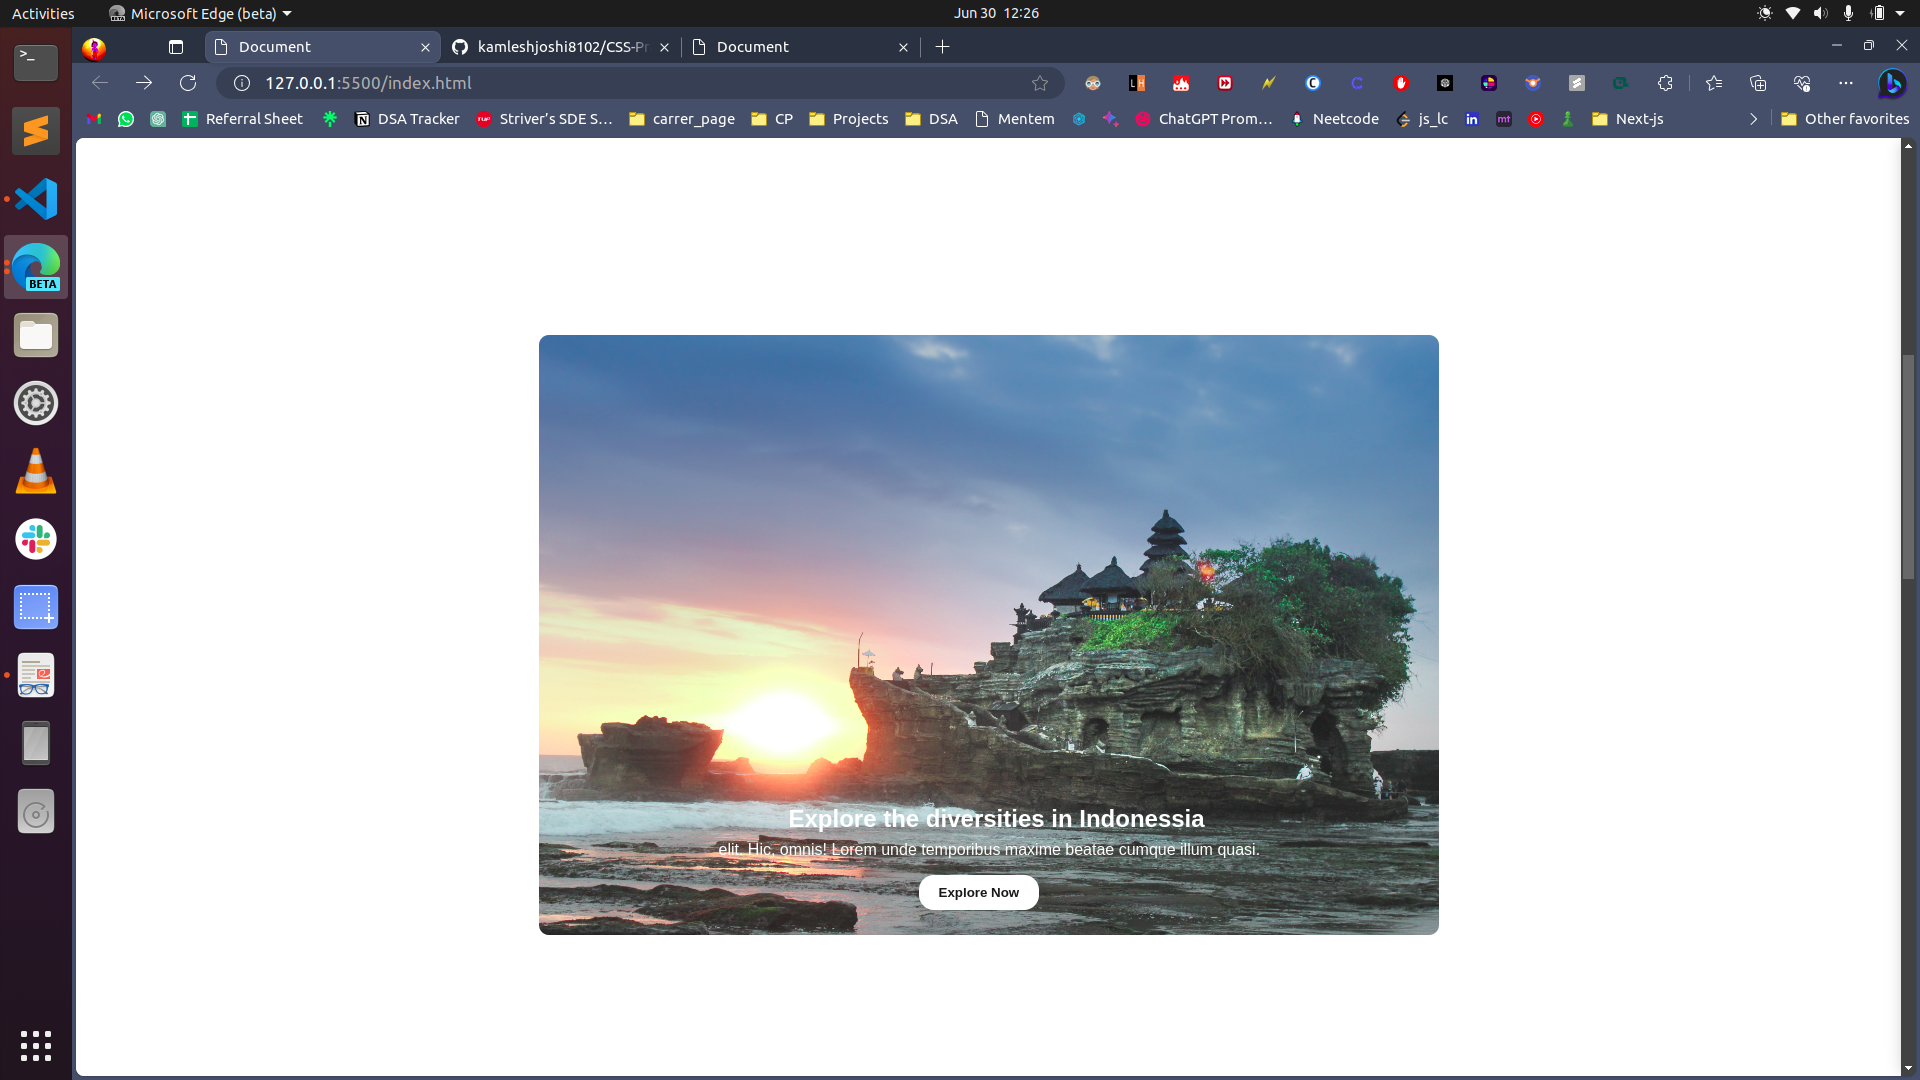 Activities
Microsoft Edge (beta)
Jun 30 12:26
Document
kamleshjoshi8102/CSS-Pr
Document
127.0.0.1:5500/index.html
Referral Sheet
DSA Tracker
Striver's SDE S...
carrer_page
CP
Projects
DSA
Mentem
ChatGPT Prom...
Neetcode
js_lc
Next-js
Other favorites
BETA
Explore the diversities in Indonessia
elit. Hic, omnis! Lorem unde temporibus maxime beatae cumque illum quasi.
Explore Now